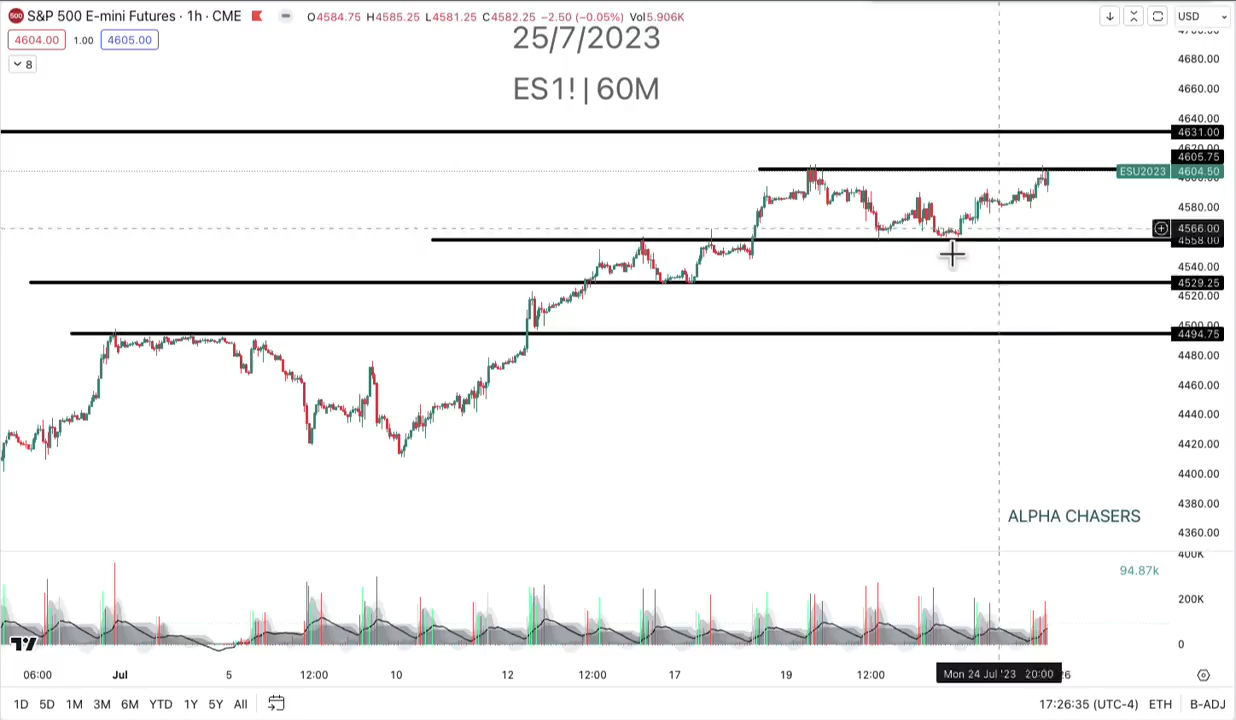 500 S&P 500 E-mini Futures · 1h · CME O4584.75 H4585.25 L4581.25 C4582.25 −2.50 (−0.05%) Vol5.906K
USD
4604.00 1.00 4605.00
8
25/7/2023
ES1! | 60M
4680.00
4660.00
4640.00
4631.00
4620.00
4605.75
ESU2023 4604.50
4580.00
4566.00
4558.00
4540.00
4529.25
4520.00
4500.00
4494.75
4480.00
4460.00
4440.00
4420.00
4400.00
4380.00
ALPHA CHASERS
4360.00
400K
94.87k
200K
0
06:00 Jul 5 12:00 10 12 12:00 17 19 12:00 Mon 24 Jul '23 20:00 26
1D 5D 1M 3M 6M YTD 1Y 5Y All 17:26:35 (UTC-4) ETH B-ADJ